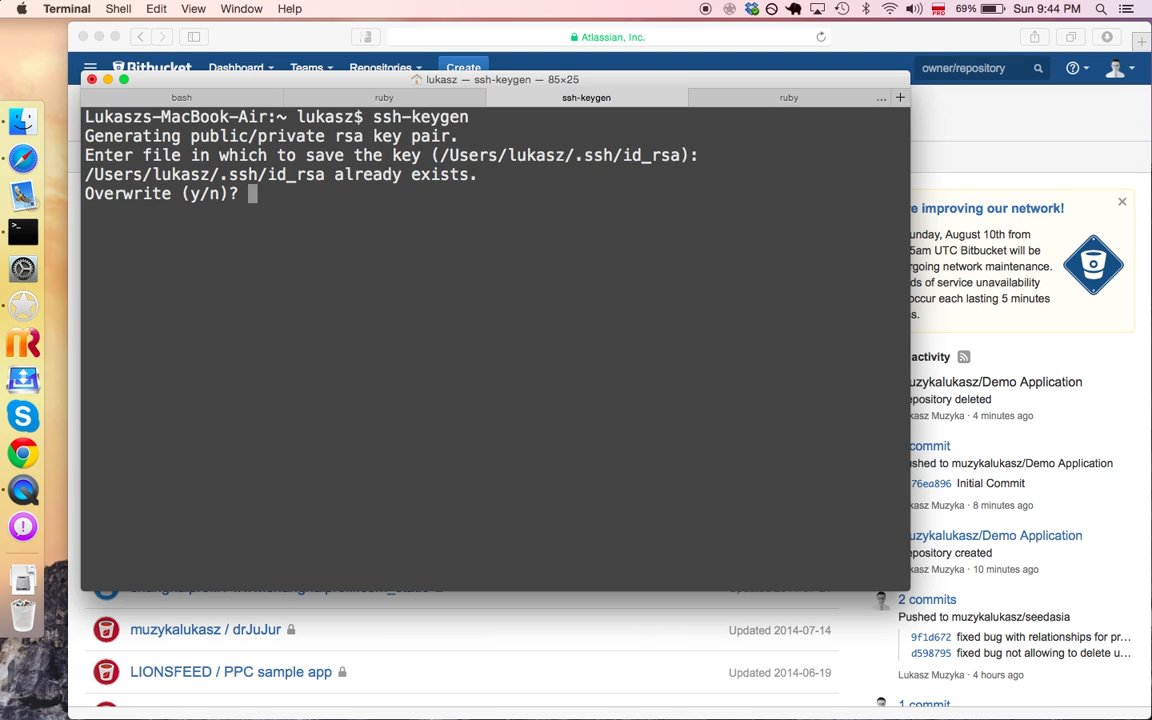 Terminal Shell Edit View Window Help
PRO 69% Sun 9:44 PM
Atlassian, Inc.
Bitbucket Dashboard Teams Repositories Create owner/repository
lukasz — ssh-keygen — 85×25
bash ruby ssh-keygen ruby ... +
Lukaszs-MacBook-Air:~ lukasz$ ssh-keygen
Generating public/private rsa key pair.
Enter file in which to save the key (/Users/lukasz/.ssh/id_rsa):
/Users/lukasz/.ssh/id_rsa already exists.
Overwrite (y/n)?
e improving our network!
unday, August 10th from
5am UTC Bitbucket will be
rgoing network maintenance.
ds of service unavailability
occur each lasting 5 minutes
s.
activity
uzykalukasz/Demo Application
epository deleted
kasz Muzyka · 4 minutes ago
commit
shed to muzykalukasz/Demo Application
76ea896 Initial Commit
kasz Muzyka · 8 minutes ago
uzykalukasz/Demo Application
epository created
kasz Muzyka · 10 minutes ago
2 commits
Pushed to muzykalukasz/seedasia
9f1d672 fixed bug with relationships for pr...
d598795 fixed bug not allowing to delete u...
Lukasz Muzyka · 4 hours ago
1 commit
muzykalukasz / drJuJur Updated 2014-07-14
LIONSFEED / PPC sample app Updated 2014-06-19